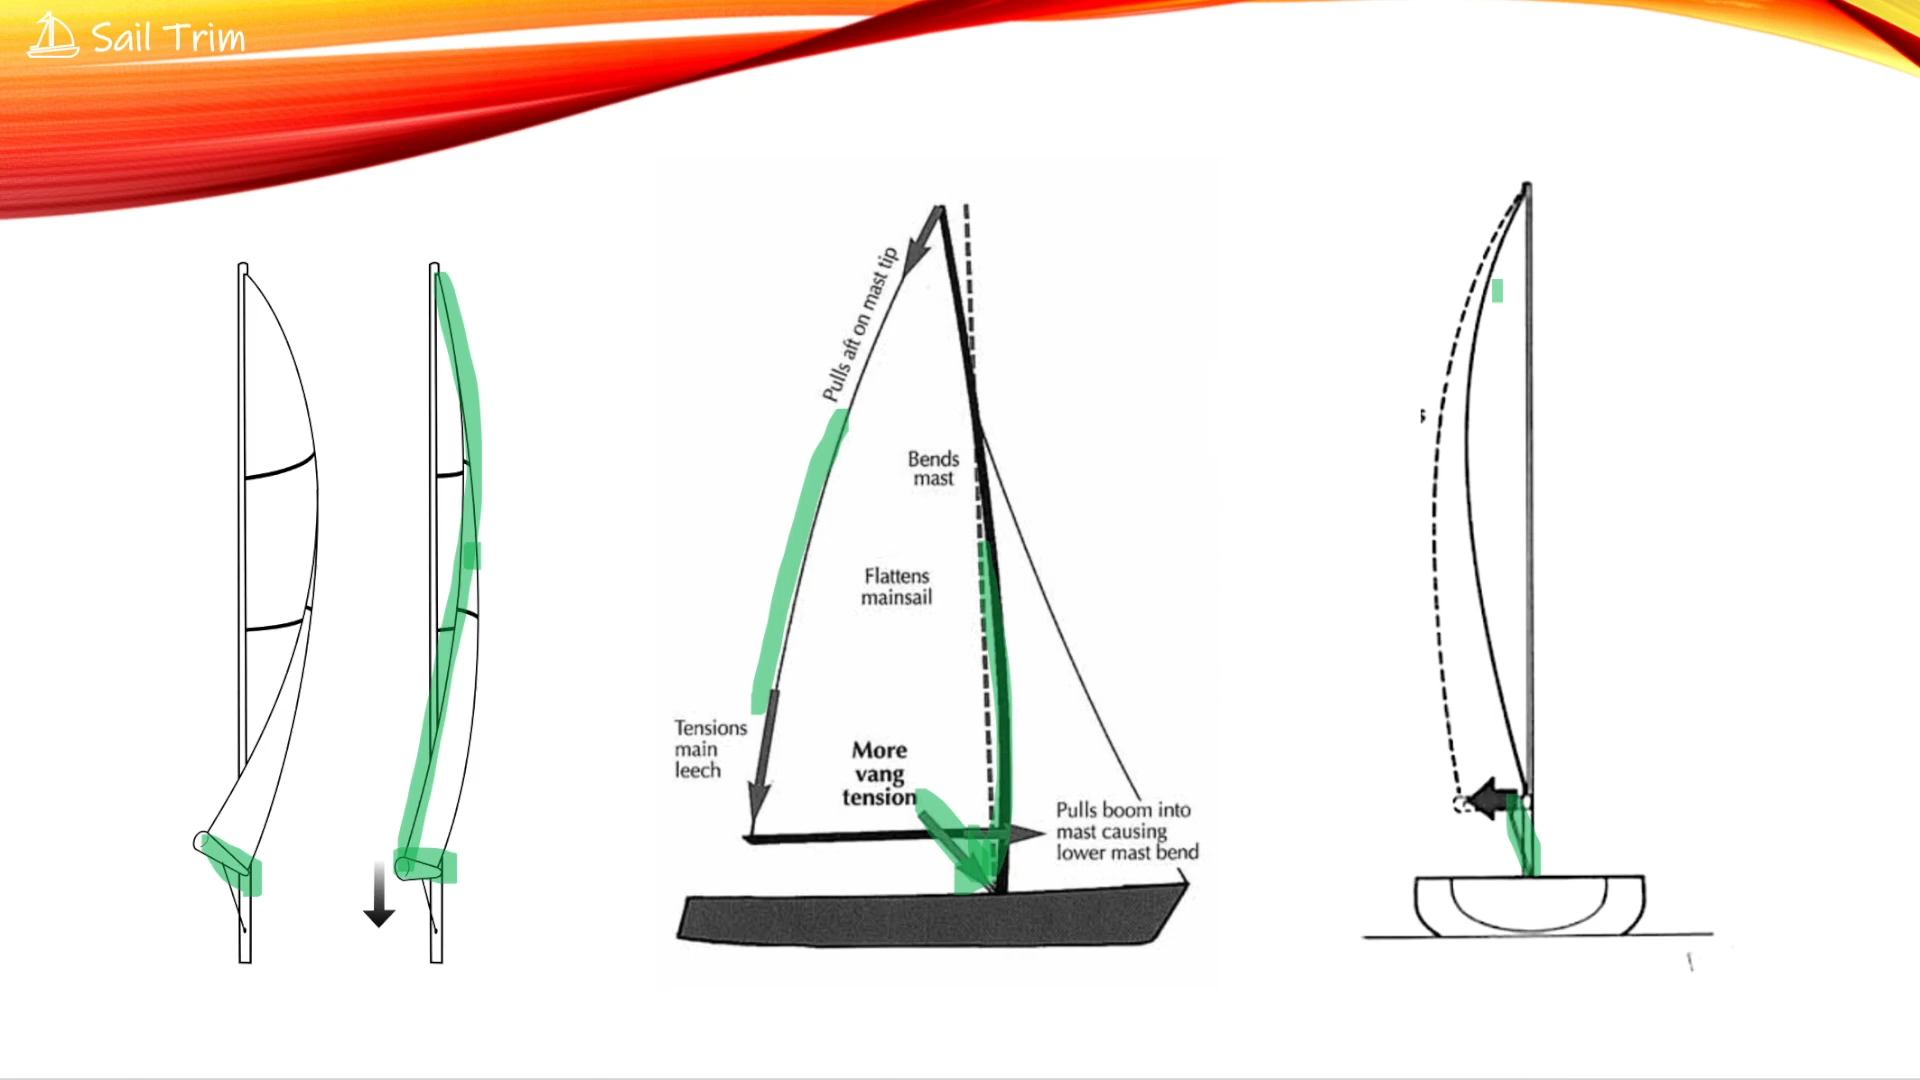 Sail Trim
Pulls aft on mast tip
Bends
mast
Flattens
mainsail
Tensions
main
leech
More
vang
tension
Pulls boom into
mast causing
lower mast bend